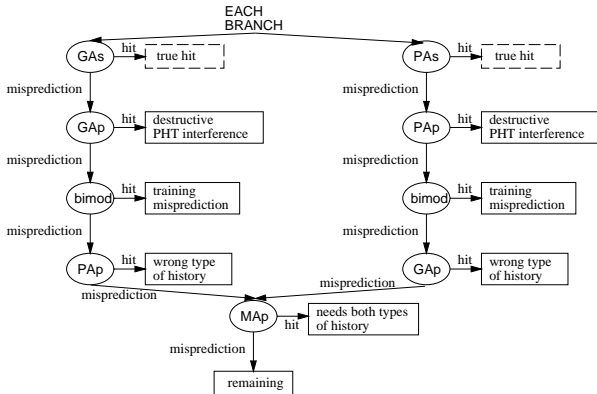 EACH
BRANCH
GAs
hit
true hit
PAs
hit
true hit
misprediction
misprediction
GAp
hit
destructive
PHT interference
PAp
hit
destructive
PHT interference
misprediction
misprediction
bimod
hit
training
misprediction
bimod
hit
training
misprediction
misprediction
misprediction
PAp
hit
wrong type
of history
GAp
hit
wrong type
of history
misprediction
misprediction
MAp
hit
needs both types
of history
misprediction
remaining